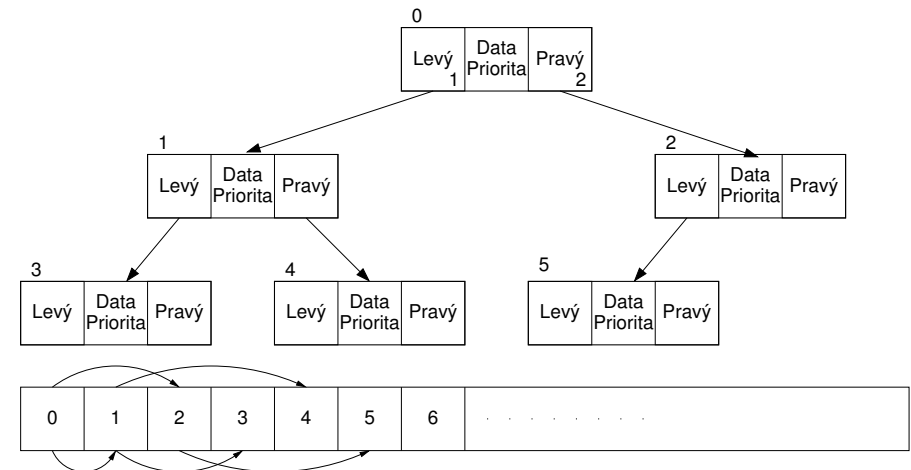 0
Levý Data Priorita Pravý
1 2
1
Levý Data Priorita Pravý
2
Levý Data Priorita Pravý
3
Levý Data Priorita Pravý
4
Levý Data Priorita Pravý
5
Levý Data Priorita Pravý
0 1 2 3 4 5 6 . . . . . . . .